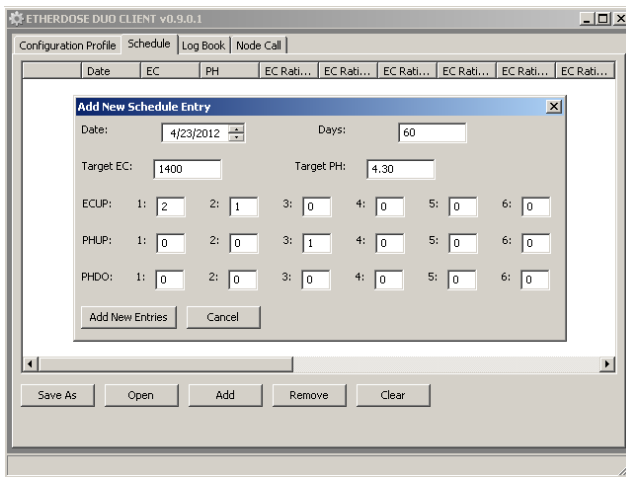 ETHERDOSE DUO CLIENT v0.9.0.1
Configuration Profile Schedule Log Book Node Call
Date EC PH EC Rati... EC Rati... EC Rati... EC Rati... EC Rati... EC Rati...
Add New Schedule Entry
Date: 4/23/2012 Days: 60
Target EC: 1400 Target PH: 4.30
ECUP: 1: 2 2: 1 3: 0 4: 0 5: 0 6: 0
PHUP: 1: 0 2: 0 3: 1 4: 0 5: 0 6: 0
PHDO: 1: 0 2: 0 3: 0 4: 0 5: 0 6: 0
Add New Entries Cancel
Save As Open Add Remove Clear